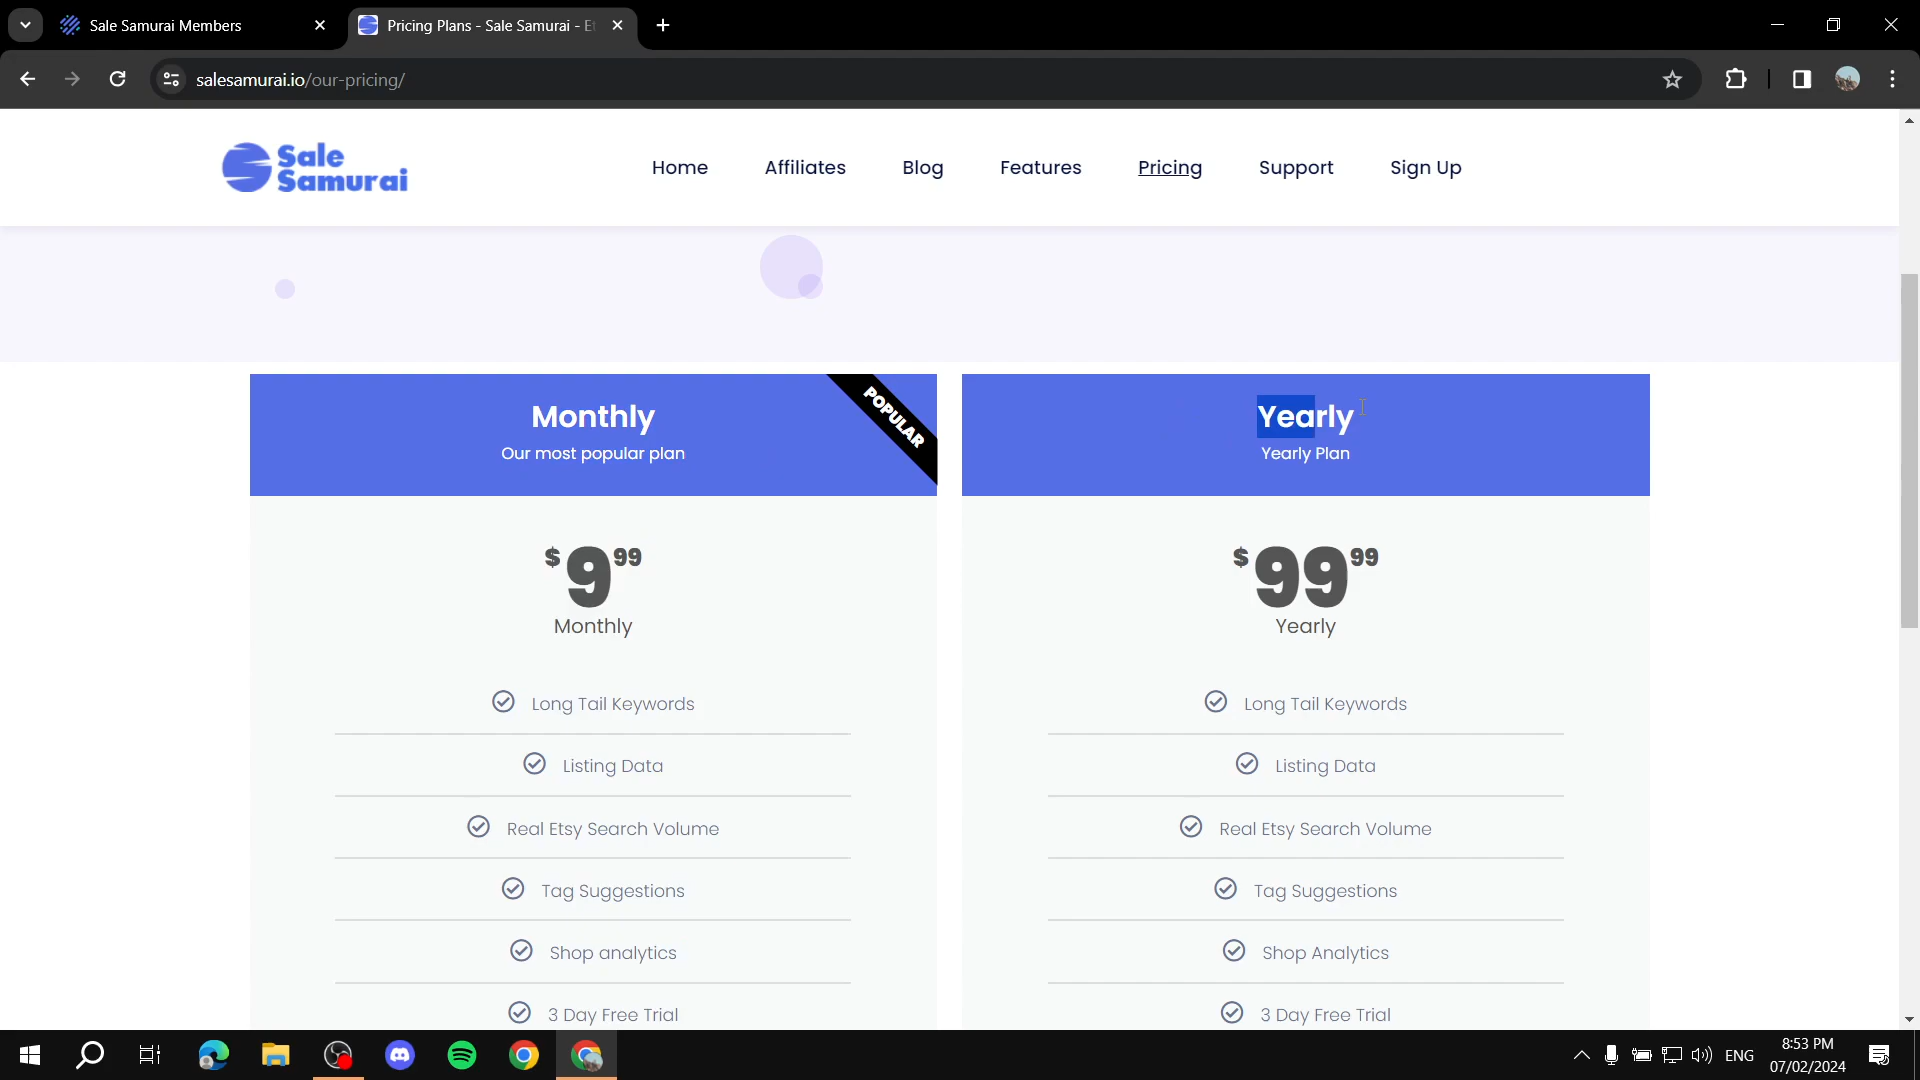 Sale Samurai Members
Pricing Plans - Sale Samurai - Et
salesamurai.io/our-pricing/
Sale Samurai
Home
Affiliates
Blog
Features
Pricing
Support
Sign Up
Monthly
Our most popular plan
POPULAR
$9.99
Monthly
Long Tail Keywords
Listing Data
Real Etsy Search Volume
Tag Suggestions
Shop analytics
3 Day Free Trial
Yearly
Yearly Plan
$99.99
Yearly
Long Tail Keywords
Listing Data
Real Etsy Search Volume
Tag Suggestions
Shop Analytics
3 Day Free Trial
ENG
8:53 PM
07/02/2024